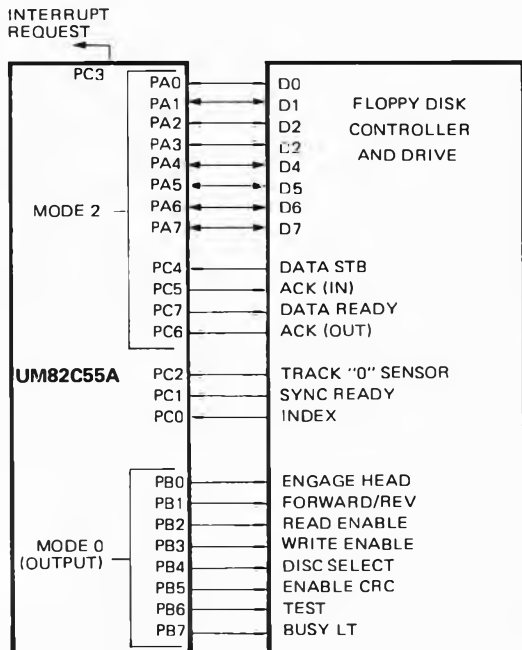 INTERRUPT
REQUEST
PC3
MODE 2
PA0 D0
PA1 D1
PA2 D2
PA3 D2
PA4 D4
PA5 D5
PA6 D6
PA7 D7
FLOPPY DISK
CONTROLLER
AND DRIVE
PC4 DATA STB
PC5 ACK (IN)
PC7 DATA READY
PC6 ACK (OUT)
UM82C55A
PC2 TRACK "0" SENSOR
PC1 SYNC READY
PC0 INDEX
MODE 0
(OUTPUT)
PB0 ENGAGE HEAD
PB1 FORWARD/REV
PB2 READ ENABLE
PB3 WRITE ENABLE
PB4 DISC SELECT
PB5 ENABLE CRC
PB6 TEST
PB7 BUSY LT